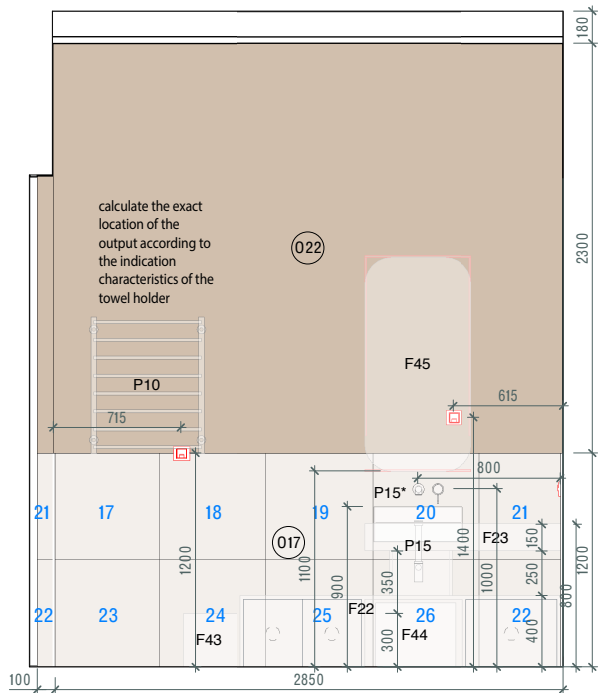 180
calculate the exact
location of the
output according to
the indication
characteristics of the
towel holder
O22
2300
F45
P10
715
615
800
P15*
21
17
18
19
20
21
O17
P15
F23
1200
1100
900
350
1400
1000
150
250
800
1200
22
23
24
25
26
22
F22
F43
F44
300
400
100
2850